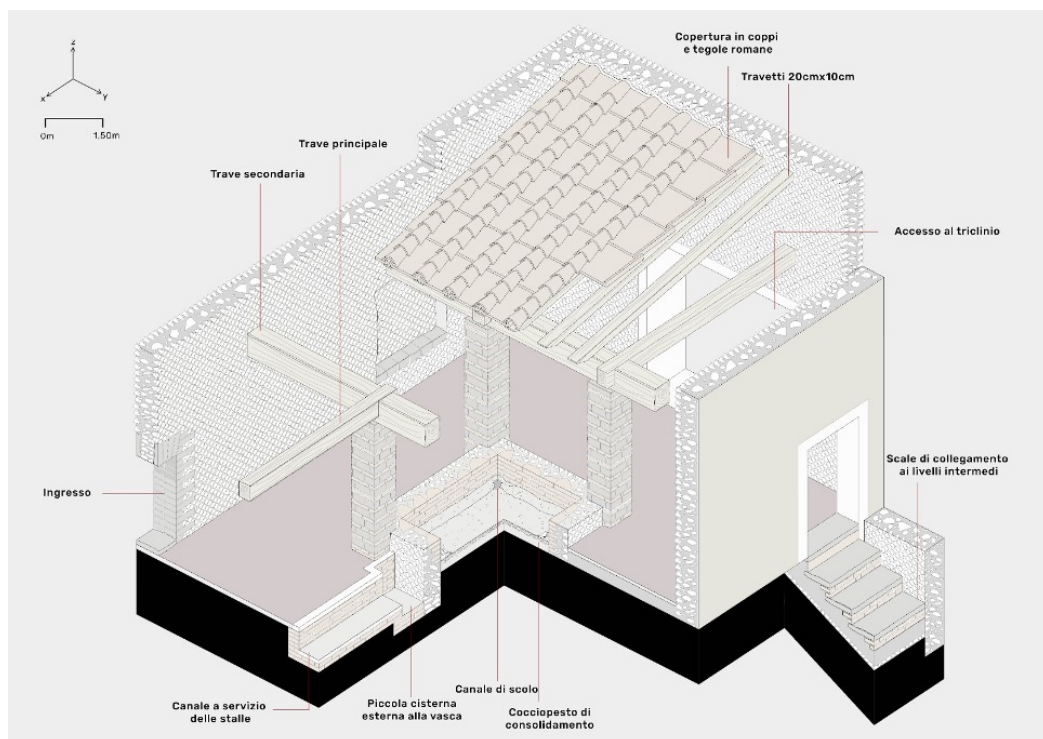 Copertura in coppi
e tegole romane
Travetti 20cmx10cm
z
x
y
0m
1.50m
Trave principale
Trave secondaria
Accesso al triclinio
Scale di collegamento
ai livelli intermedi
Ingresso
Canale a servizio
delle stalle
Piccola cisterna
esterna alla vasca
Canale di scolo
Cocciopesto di
consolidamento